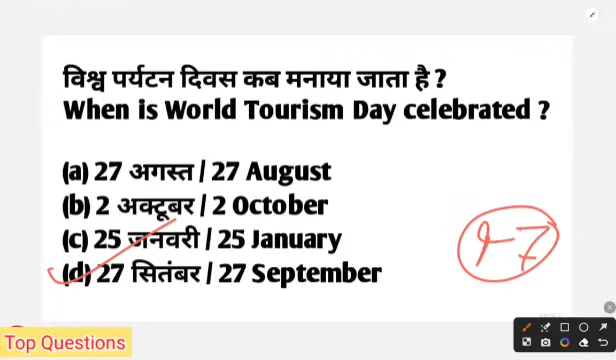 विश्व पर्यटन दिवस कब मनाया जाता है ?
When is World Tourism Day celebrated ?
(a) 27 अगस्त / 27 August
(b) 2 अक्टूबर / 2 October
(c) 25 जनवरी / 25 January
(d) 27 सितंबर / 27 September
Top Questions